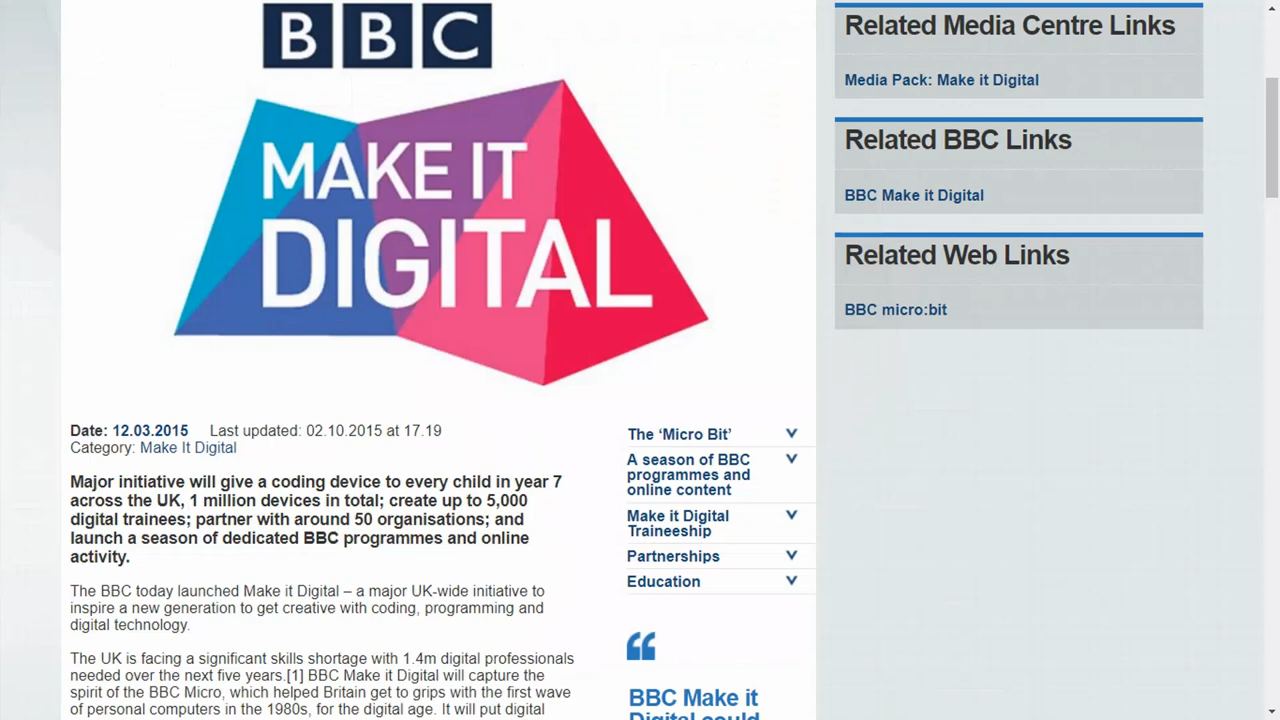 BBC
MAKE IT
DIGITAL
Date: 12.03.2015 Last updated: 02.10.2015 at 17.19
Category: Make It Digital
Major initiative will give a coding device to every child in year 7
across the UK, 1 million devices in total; create up to 5,000
digital trainees; partner with around 50 organisations; and
launch a season of dedicated BBC programmes and online
activity.
The BBC today launched Make it Digital – a major UK-wide initiative to
inspire a new generation to get creative with coding, programming and
digital technology.
The UK is facing a significant skills shortage with 1.4m digital professionals
needed over the next five years.[1] BBC Make it Digital will capture the
spirit of the BBC Micro, which helped Britain get to grips with the first wave
of personal computers in the 1980s, for the digital age. It will put digital
The ‘Micro Bit’
A season of BBC
programmes and
online content
Make it Digital
Traineeship
Partnerships
Education
“
BBC Make it
Digital could
Related Media Centre Links
Media Pack: Make it Digital
Related BBC Links
BBC Make it Digital
Related Web Links
BBC micro:bit